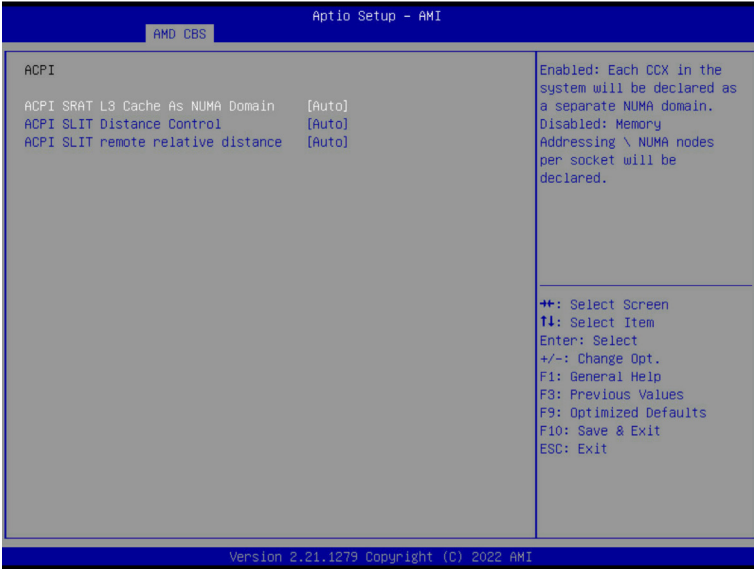 Aptio Setup – AMI
AMD CBS
ACPI
ACPI SRAT L3 Cache As NUMA Domain [Auto]
ACPI SLIT Distance Control [Auto]
ACPI SLIT remote relative distance [Auto]
Enabled: Each CCX in the
system will be declared as
a separate NUMA domain.
Disabled: Memory
Addressing \ NUMA nodes
per socket will be
declared.
→←: Select Screen
↑↓: Select Item
Enter: Select
+/-: Change Opt.
F1: General Help
F3: Previous Values
F9: Optimized Defaults
F10: Save & Exit
ESC: Exit
Version 2.21.1279 Copyright (C) 2022 AMI